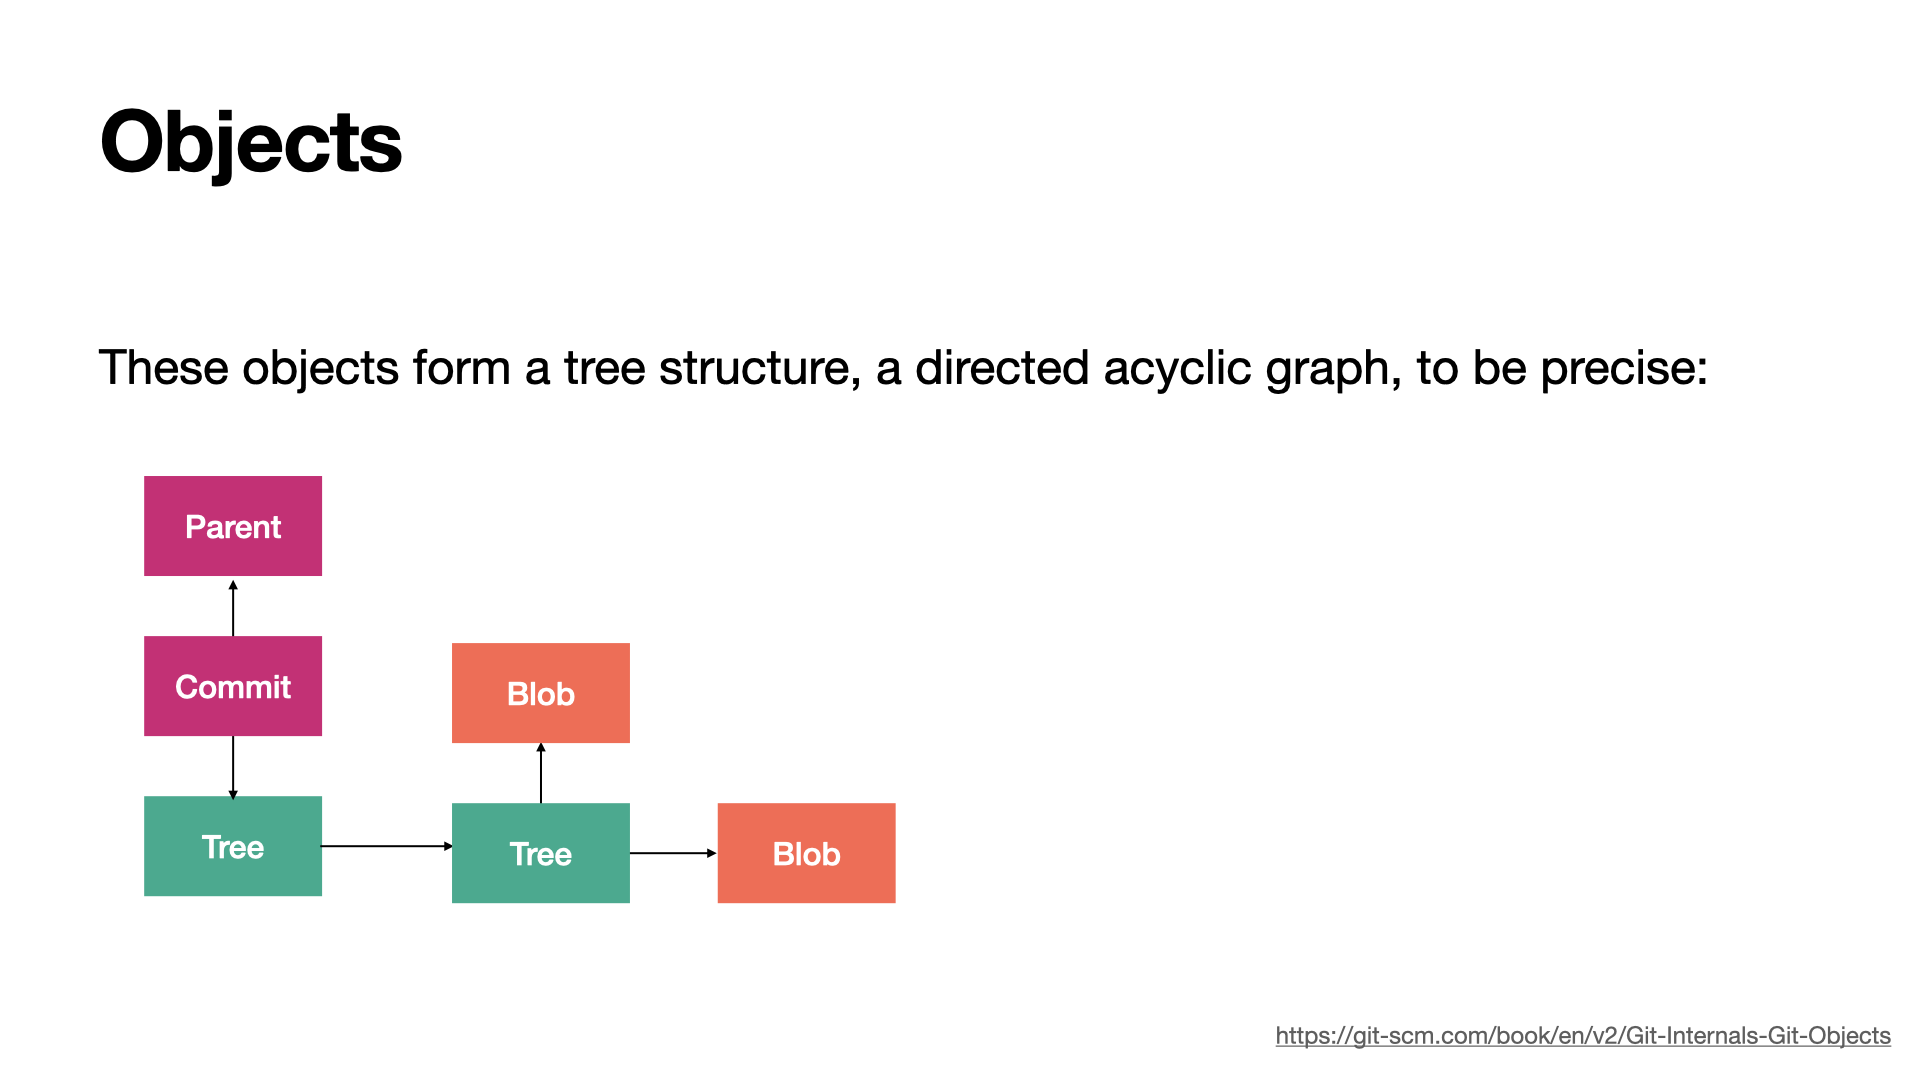 Objects
These objects form a tree structure, a directed acyclic graph, to be precise:
Parent
Commit
Blob
Tree
Tree
Blob
https://git-scm.com/book/en/v2/Git-Internals-Git-Objects